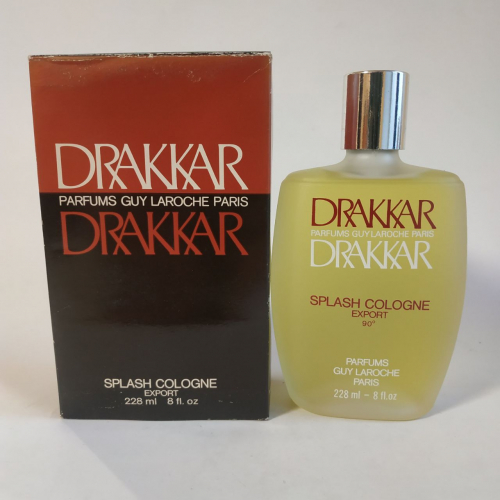 DRAKKAR
PARFUMS GUY LAROCHE PARIS
DRAKKAR
SPLASH COLOGNE
EXPORT
228 ml 8 fl. oz
DRAKKAR
PARFUMS GUY LAROCHE PARIS
DRAKKAR
SPLASH COLOGNE
EXPORT
90°
PARFUMS
GUY LAROCHE
PARIS
228 ml – 8 fl.oz